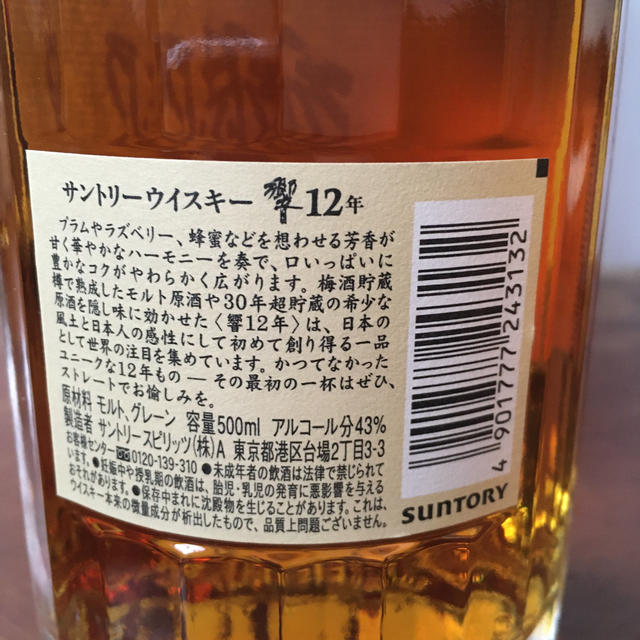 サントリーウイスキー 響12年
プラムやラズベリー、蜂蜜などを想わせる芳香が
甘く華やかなハーモニーを奏で、口いっぱいに
豊かなコクがやわらかく広がります。梅酒貯蔵
樽で熟成したモルト原酒や30年超貯蔵の希少な
原酒を隠し味に効かせた〈響12年〉は、日本の
風土と日本人の感性にして初めて創り得る一品
として世界の注目を集めています。かつてなかった
ユニークな12年もの ― その最初の一杯はぜひ、
ストレートでお愉しみを。
原材料 モルト、グレーン 容量500ml アルコール分43%
製造者 サントリースピリッツ(株)A 東京都港区台場2丁目3-3
お客様センター 0120-139-310 ●未成年者の飲酒は法律で禁じられて
います。●妊娠中や授乳期の飲酒は、胎児・乳児の発育に悪影響を与える
おそれがあります。●保存中まれに沈殿物を生じることがあります。これは、
ウイスキー本来の微量成分が析出したもので、品質上問題ございません。
4 901777 243132
SUNTORY